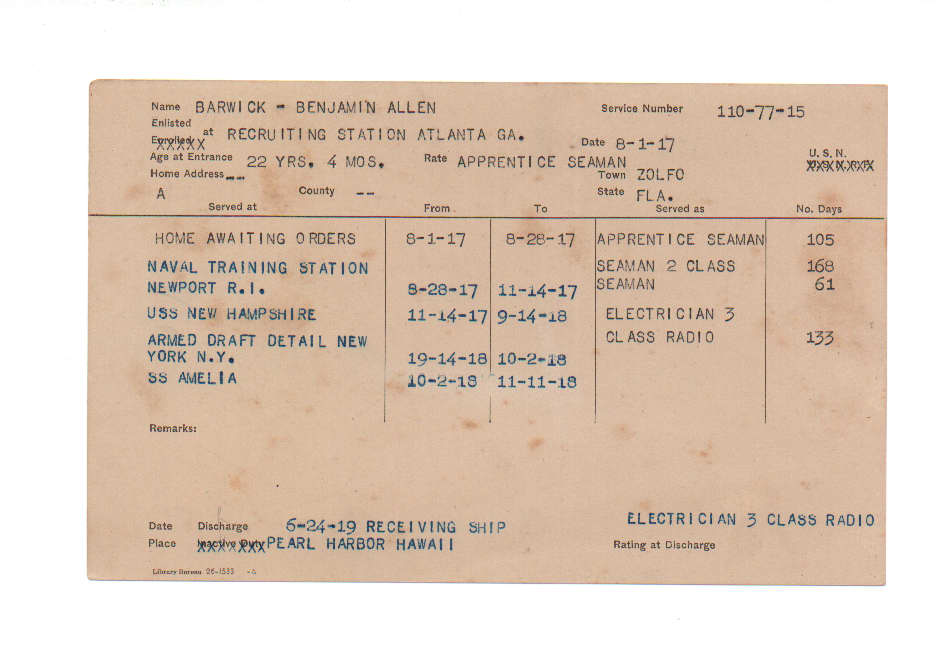 Name BARWICK - BENJAMIN ALLEN Service Number 110-77-15
Enlisted
Enrolled at RECRUITING STATION ATLANTA GA. Date 8-1-17
Age at Entrance 22 YRS. 4 MOS. Rate APPRENTICE SEAMAN U. S. N.
Home Address Town ZOLFO
A County -- State FLA.
Served at From To Served as No. Days
HOME AWAITING ORDERS 8-1-17 8-28-17 APPRENTICE SEAMAN 105
NAVAL TRAINING STATION SEAMAN 2 CLASS 168
NEWPORT R.I. 8-28-17 11-14-17 SEAMAN 61
USS NEW HAMPSHIRE 11-14-17 9-14-18 ELECTRICIAN 3
ARMED DRAFT DETAIL NEW CLASS RADIO 133
YORK N.Y. 19-14-18 10-2-18
SS AMELIA 10-2-18 11-11-18
Remarks:
Date Discharge 6-24-19 RECEIVING SHIP ELECTRICIAN 3 CLASS RADIO
Place Inactive Duty PEARL HARBOR HAWAII Rating at Discharge
Library Bureau 26-1533 -A